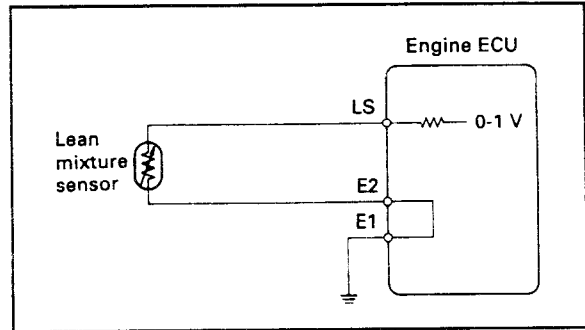 Engine ECU
LS
0-1 V
Lean
mixture
sensor
E2
E1